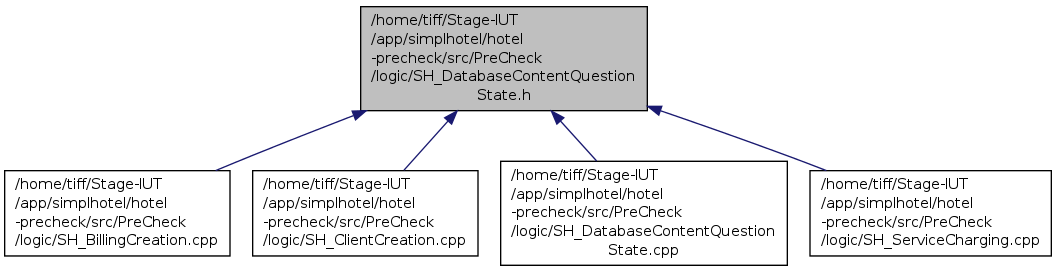 /home/tiff/Stage-IUT
/app/simplhotel/hotel
-precheck/src/PreCheck
/logic/SH_DatabaseContentQuestion
State.h
/home/tiff/Stage-IUT
/app/simplhotel/hotel
-precheck/src/PreCheck
/logic/SH_BillingCreation.cpp
/home/tiff/Stage-IUT
/app/simplhotel/hotel
-precheck/src/PreCheck
/logic/SH_ClientCreation.cpp
/home/tiff/Stage-IUT
/app/simplhotel/hotel
-precheck/src/PreCheck
/logic/SH_DatabaseContentQuestion
State.cpp
/home/tiff/Stage-IUT
/app/simplhotel/hotel
-precheck/src/PreCheck
/logic/SH_ServiceCharging.cpp